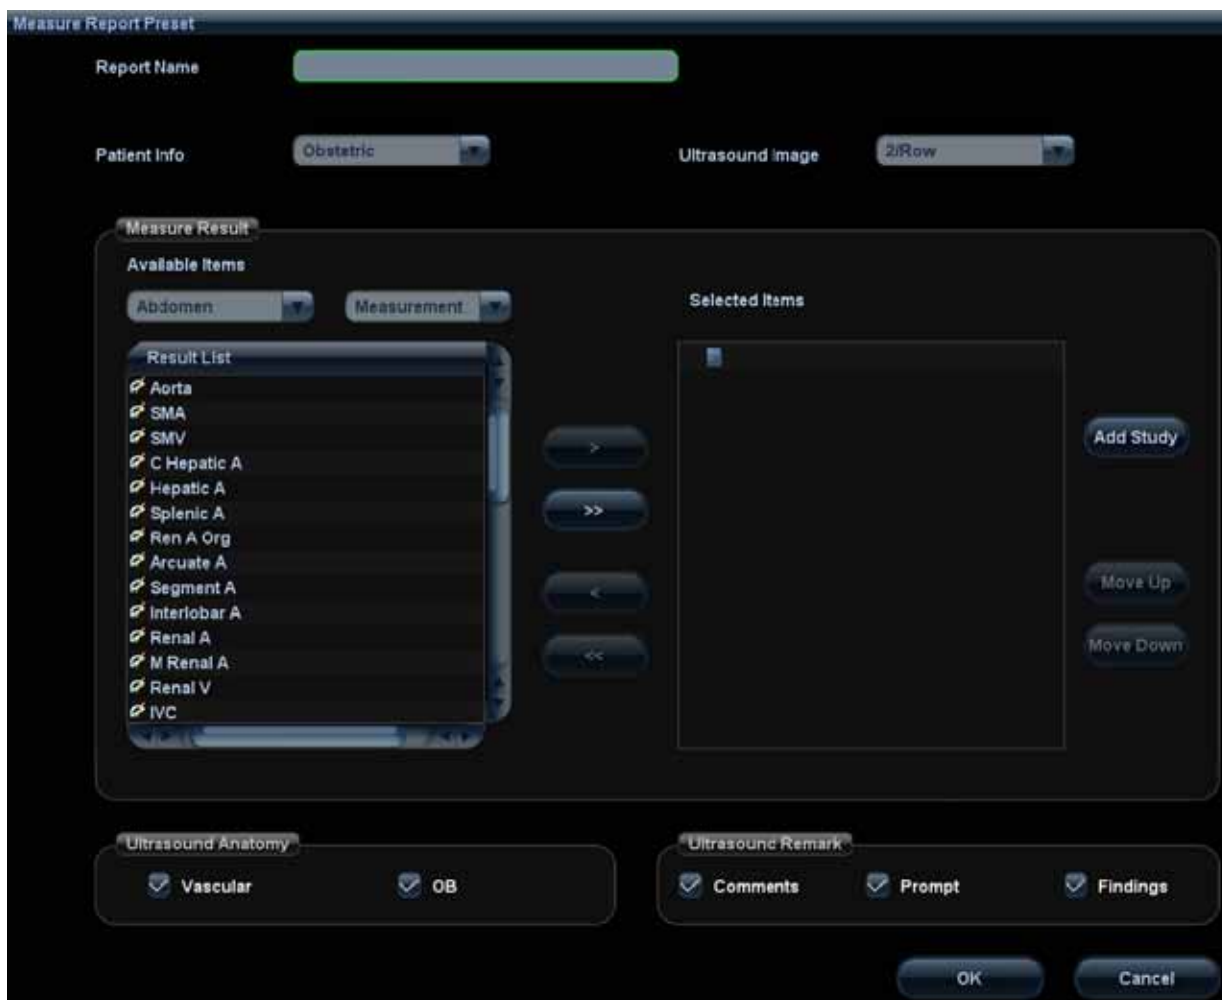 Measure Report Preset
Report Name
Patient Info
Obstetric
Ultrasound Image
2/Row
Measure Result
Available Items
Abdomen
Measurement
Selected Items
Result List
Aorta
SMA
SMV
C Hepatic A
Hepatic A
Splenic A
Ren A Org
Arcuate A
Segment A
Interlobar A
Renal A
M Renal A
Renal V
IVC
>
>>
<
<<
Add Study
Move Up
Move Down
Ultrasound Anatomy
Vascular
OB
Ultrasound Remark
Comments
Prompt
Findings
OK
Cancel